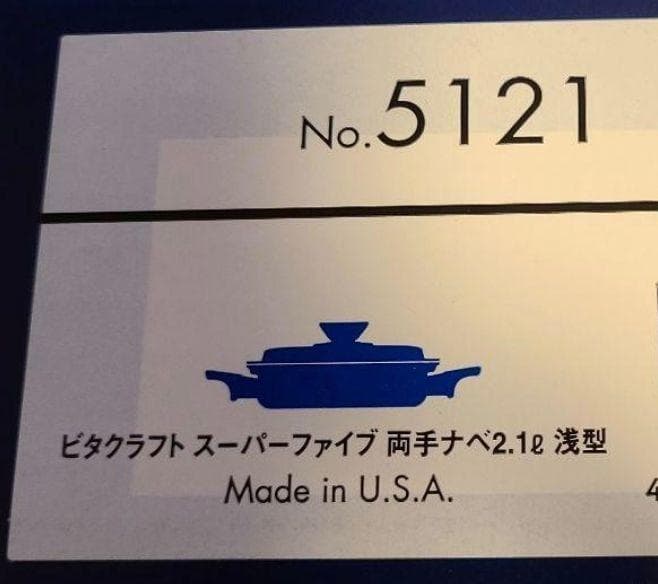 No.5121
ビタクラフト スーパーファイブ 両手ナベ2.1ℓ 浅型
Made in U.S.A.
4